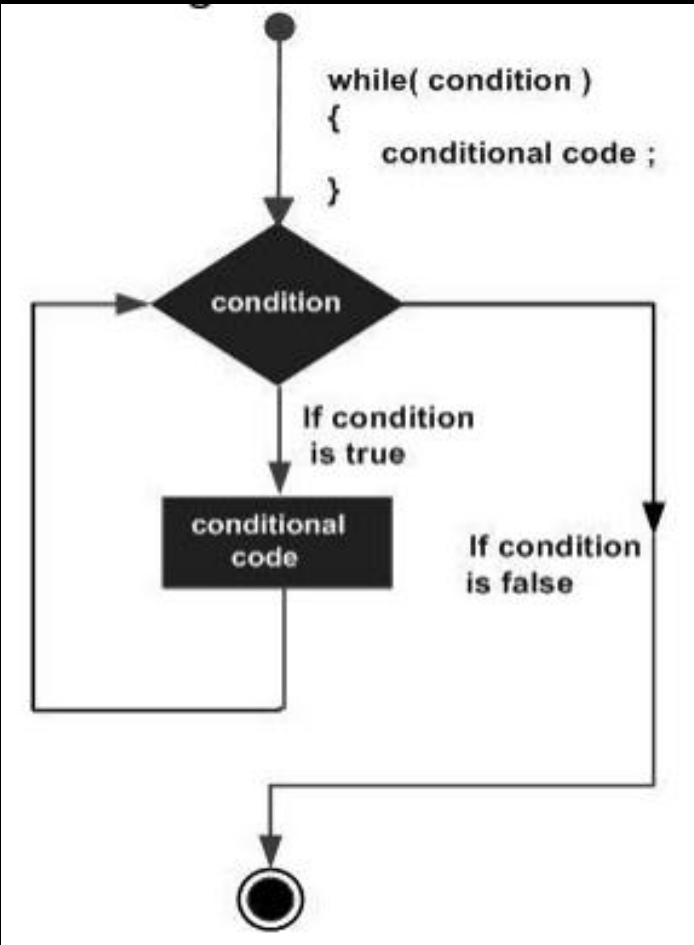 while( condition )
{
conditional code ;
}
condition
If condition
is true
conditional
code
If condition
is false